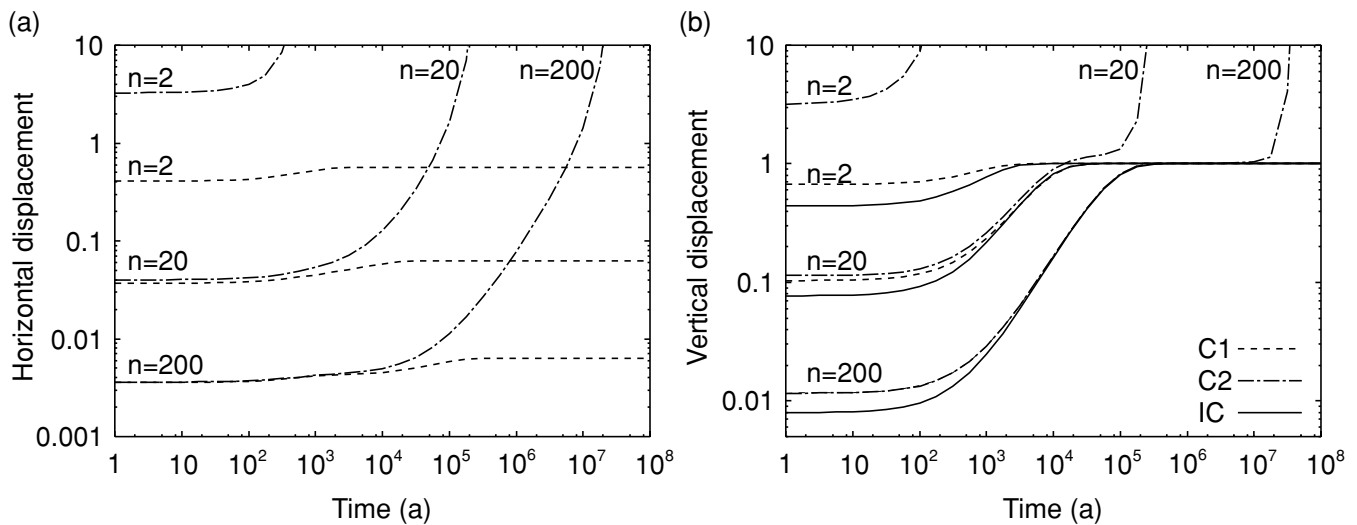 (a)
10
1
0.1
0.01
0.001
Horizontal displacement
n=2
n=20
n=200
n=2
n=20
n=200
1 10 10² 10³ 10⁴ 10⁵ 10⁶ 10⁷ 10⁸
Time (a)
(b)
10
1
0.1
0.01
Vertical displacement
n=2
n=20
n=200
n=2
n=20
n=200
C1
C2
IC
1 10 10² 10³ 10⁴ 10⁵ 10⁶ 10⁷ 10⁸
Time (a)